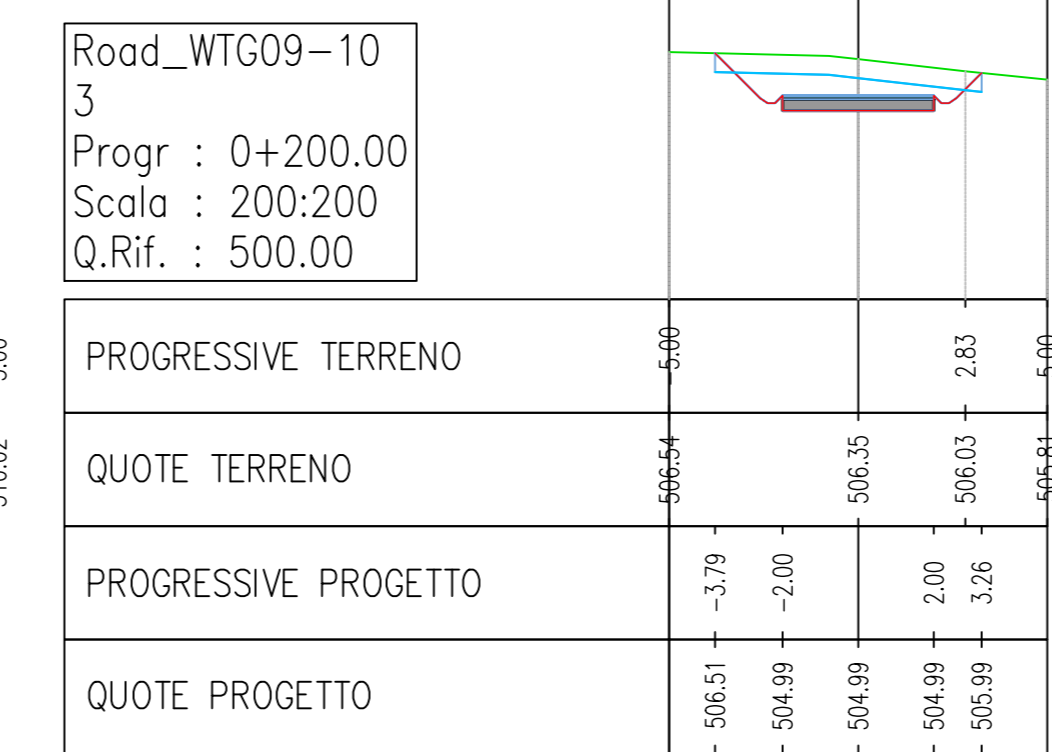 Road_WTG09-10
3
Progr : 0+200.00
Scala : 200:200
Q.Rif. : 500.00
PROGRESSIVE TERRENO -5.00 2.83 5.00
QUOTE TERRENO 506.54 506.35 506.03 505.81
PROGRESSIVE PROGETTO -3.79 -2.00 2.00 3.26
QUOTE PROGETTO 506.51 504.99 504.99 504.99 505.99